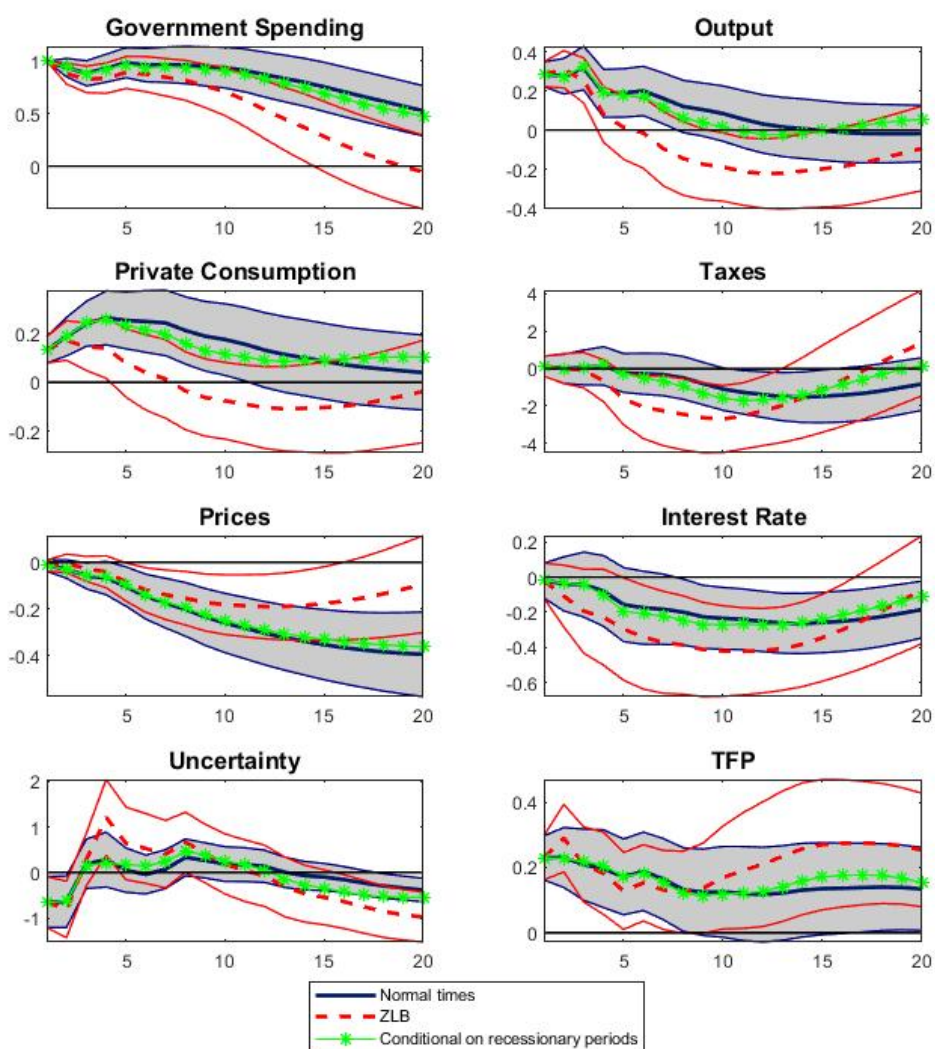 Government Spending
1
0.5
0
5 10 15 20
Output
0.4
0.2
0
-0.2
-0.4
5 10 15 20
Private Consumption
0.2
0
-0.2
5 10 15 20
Taxes
4
2
0
-2
-4
5 10 15 20
Prices
0
-0.2
-0.4
5 10 15 20
Interest Rate
0.2
0
-0.2
-0.4
-0.6
5 10 15 20
Uncertainty
2
1
0
-1
5 10 15 20
TFP
0.4
0.2
0
5 10 15 20
Normal times
ZLB
Conditional on recessionary periods